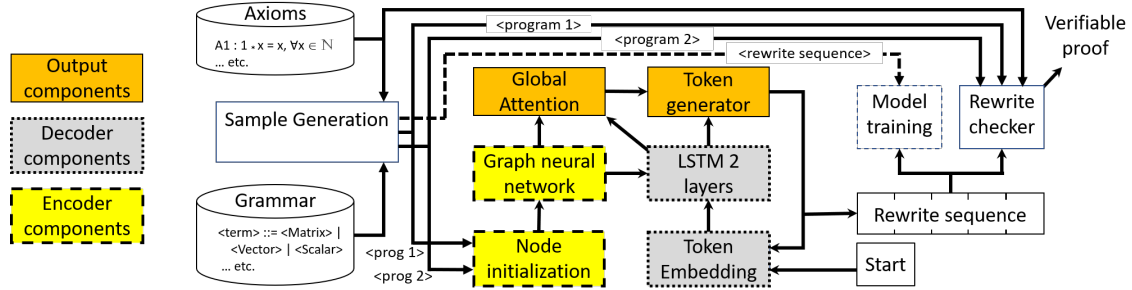 Output
components
Decoder
components
Encoder
components
Axioms
A1 : 1 • x = x, ∀x ∈ ℕ
... etc.
Sample Generation
Grammar
<term> ::= <Matrix> |
<Vector> | <Scalar>
... etc.
<program 1>
<program 2>
<rewrite sequence>
<prog 1>
<prog 2>
Global
Attention
Token
generator
Graph neural
network
LSTM 2
layers
Node
initialization
Token
Embedding
Model
training
Rewrite
checker
Verifiable
proof
Rewrite sequence
Start